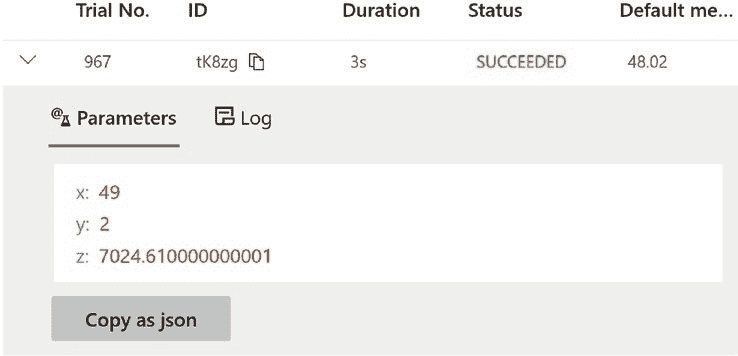 Trial No. ID Duration Status Default me...
967 tK8zg 3s SUCCEEDED 48.02
Parameters Log
x: 49
y: 2
z: 7024.610000000001
Copy as json